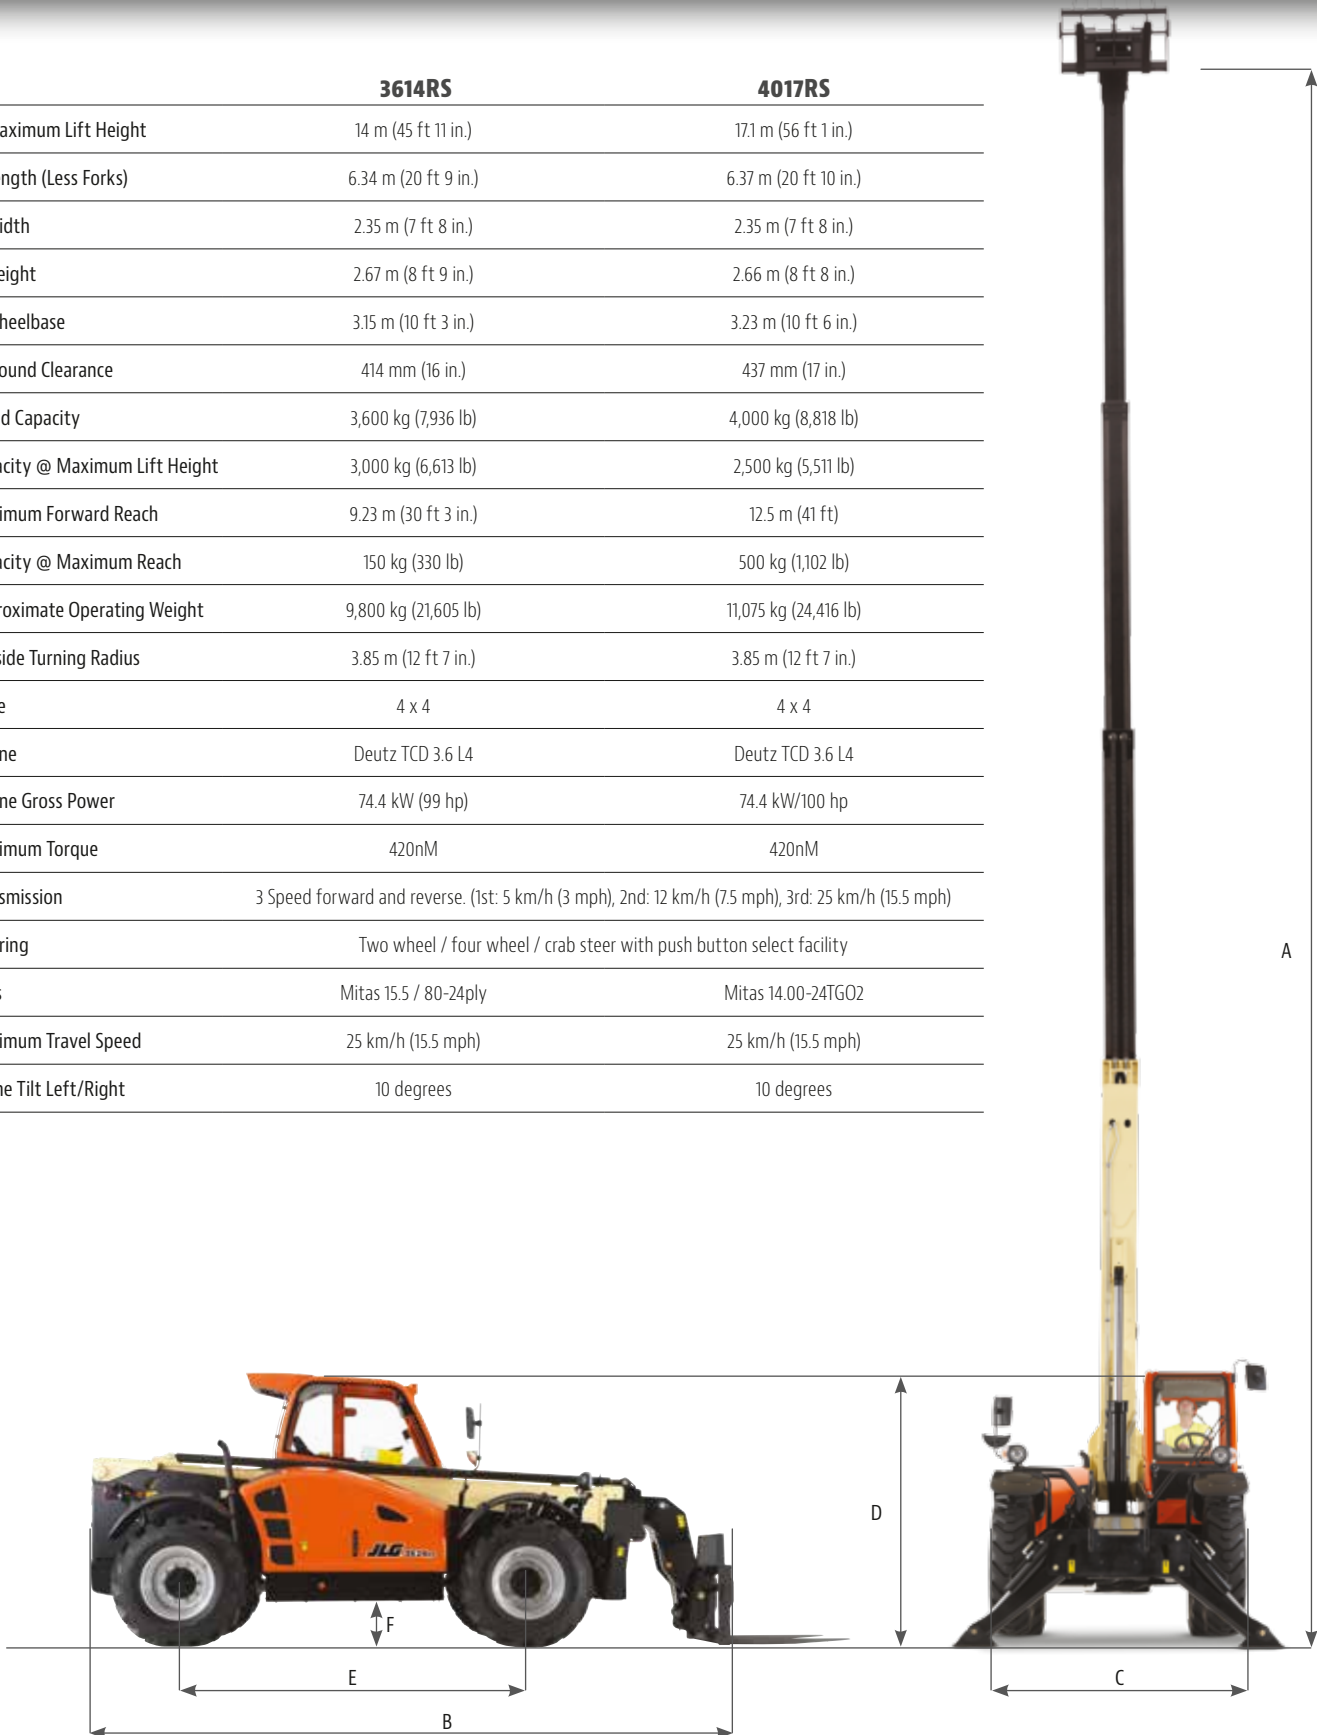 3614RS 4017RS
aximum Lift Height 14 m (45 ft 11 in.) 17.1 m (56 ft 1 in.)
ngth (Less Forks) 6.34 m (20 ft 9 in.) 6.37 m (20 ft 10 in.)
idth 2.35 m (7 ft 8 in.) 2.35 m (7 ft 8 in.)
eight 2.67 m (8 ft 9 in.) 2.66 m (8 ft 8 in.)
heelbase 3.15 m (10 ft 3 in.) 3.23 m (10 ft 6 in.)
ound Clearance 414 mm (16 in.) 437 mm (17 in.)
d Capacity 3,600 kg (7,936 lb) 4,000 kg (8,818 lb)
acity @ Maximum Lift Height 3,000 kg (6,613 lb) 2,500 kg (5,511 lb)
imum Forward Reach 9.23 m (30 ft 3 in.) 12.5 m (41 ft)
acity @ Maximum Reach 150 kg (330 lb) 500 kg (1,102 lb)
roximate Operating Weight 9,800 kg (21,605 lb) 11,075 kg (24,416 lb)
side Turning Radius 3.85 m (12 ft 7 in.) 3.85 m (12 ft 7 in.)
e 4 x 4 4 x 4
ne Deutz TCD 3.6 L4 Deutz TCD 3.6 L4
ne Gross Power 74.4 kW (99 hp) 74.4 kW/100 hp
imum Torque 420nM 420nM
smission 3 Speed forward and reverse. (1st: 5 km/h (3 mph), 2nd: 12 km/h (7.5 mph), 3rd: 25 km/h (15.5 mph)
ring Two wheel / four wheel / crab steer with push button select facility
s Mitas 15.5 / 80-24ply Mitas 14.00-24TGO2
imum Travel Speed 25 km/h (15.5 mph) 25 km/h (15.5 mph)
ne Tilt Left/Right 10 degrees 10 degrees
A
D
JLG
F
E
C
B